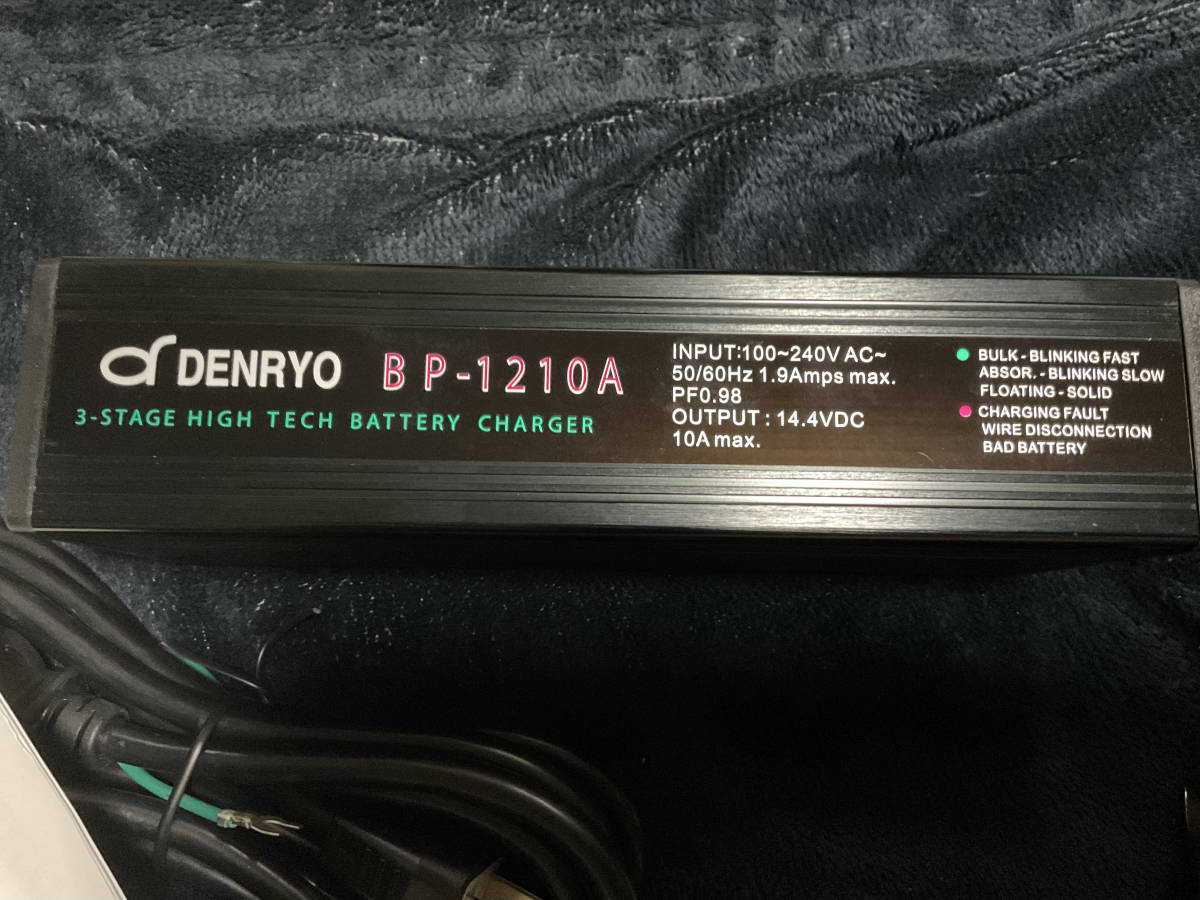 DENRYO BP-1210A
3-STAGE HIGH TECH BATTERY CHARGER
INPUT:100~240V AC~
50/60Hz 1.9Amps max.
PF0.98
OUTPUT : 14.4VDC
10A max.
BULK - BLINKING FAST
ABSOR. - BLINKING SLOW
FLOATING - SOLID
CHARGING FAULT
WIRE DISCONNECTION
BAD BATTERY